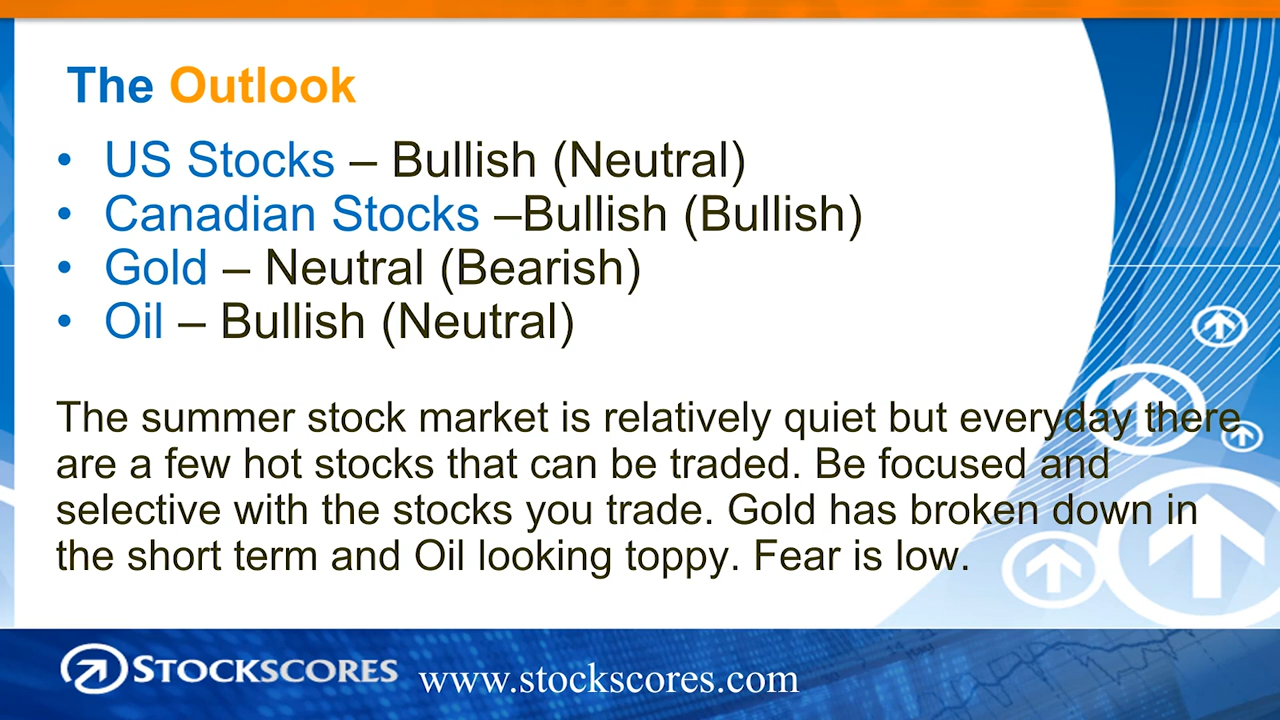 The Outlook
• US Stocks – Bullish (Neutral)
• Canadian Stocks –Bullish (Bullish)
• Gold – Neutral (Bearish)
• Oil – Bullish (Neutral)
The summer stock market is relatively quiet but everyday there
are a few hot stocks that can be traded. Be focused and
selective with the stocks you trade. Gold has broken down in
the short term and Oil looking toppy. Fear is low.
STOCKSCORES www.stockscores.com